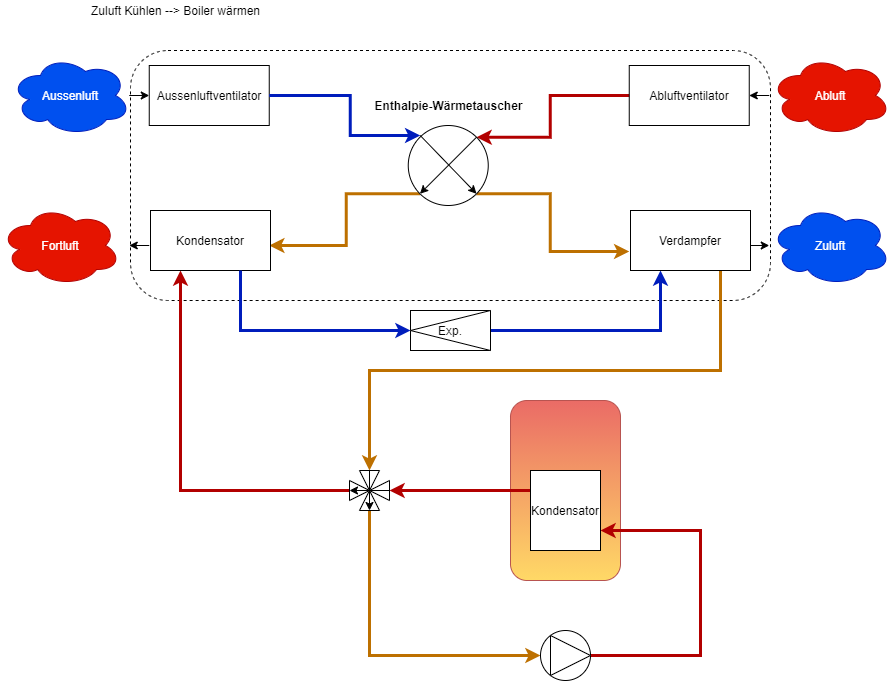 Zuluft Kühlen --> Boiler wärmen
Aussenluft
Aussenluftventilator
Enthalpie-Wärmetauscher
Abluftventilator
Abluft
Fortluft
Kondensator
Verdampfer
Zuluft
Exp.
Kondensator